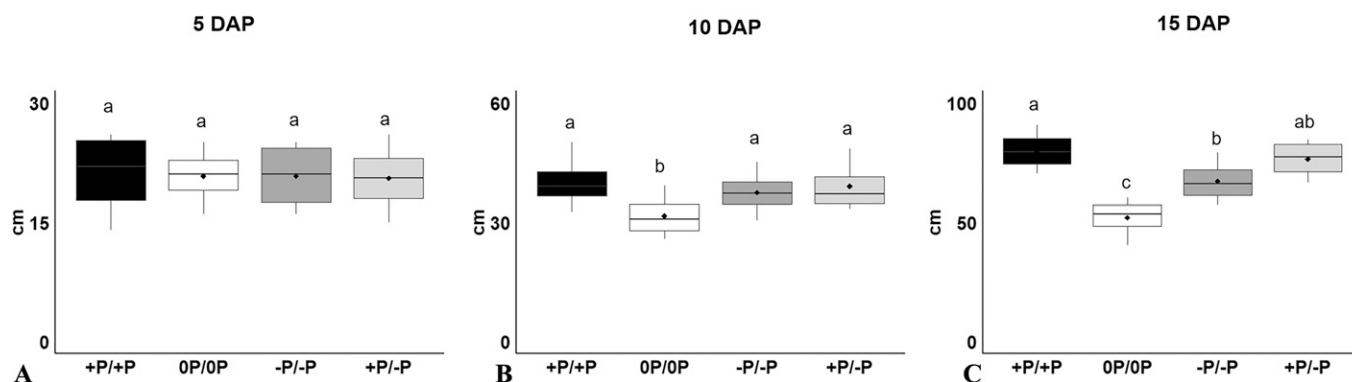 5 DAP
30
15
0
cm
a
a
a
a
+P/+P
0P/0P
-P/-P
+P/-P
A
10 DAP
60
30
0
cm
a
b
a
a
+P/+P
0P/0P
-P/-P
+P/-P
B
15 DAP
100
50
0
cm
a
c
b
ab
+P/+P
0P/0P
-P/-P
+P/-P
C